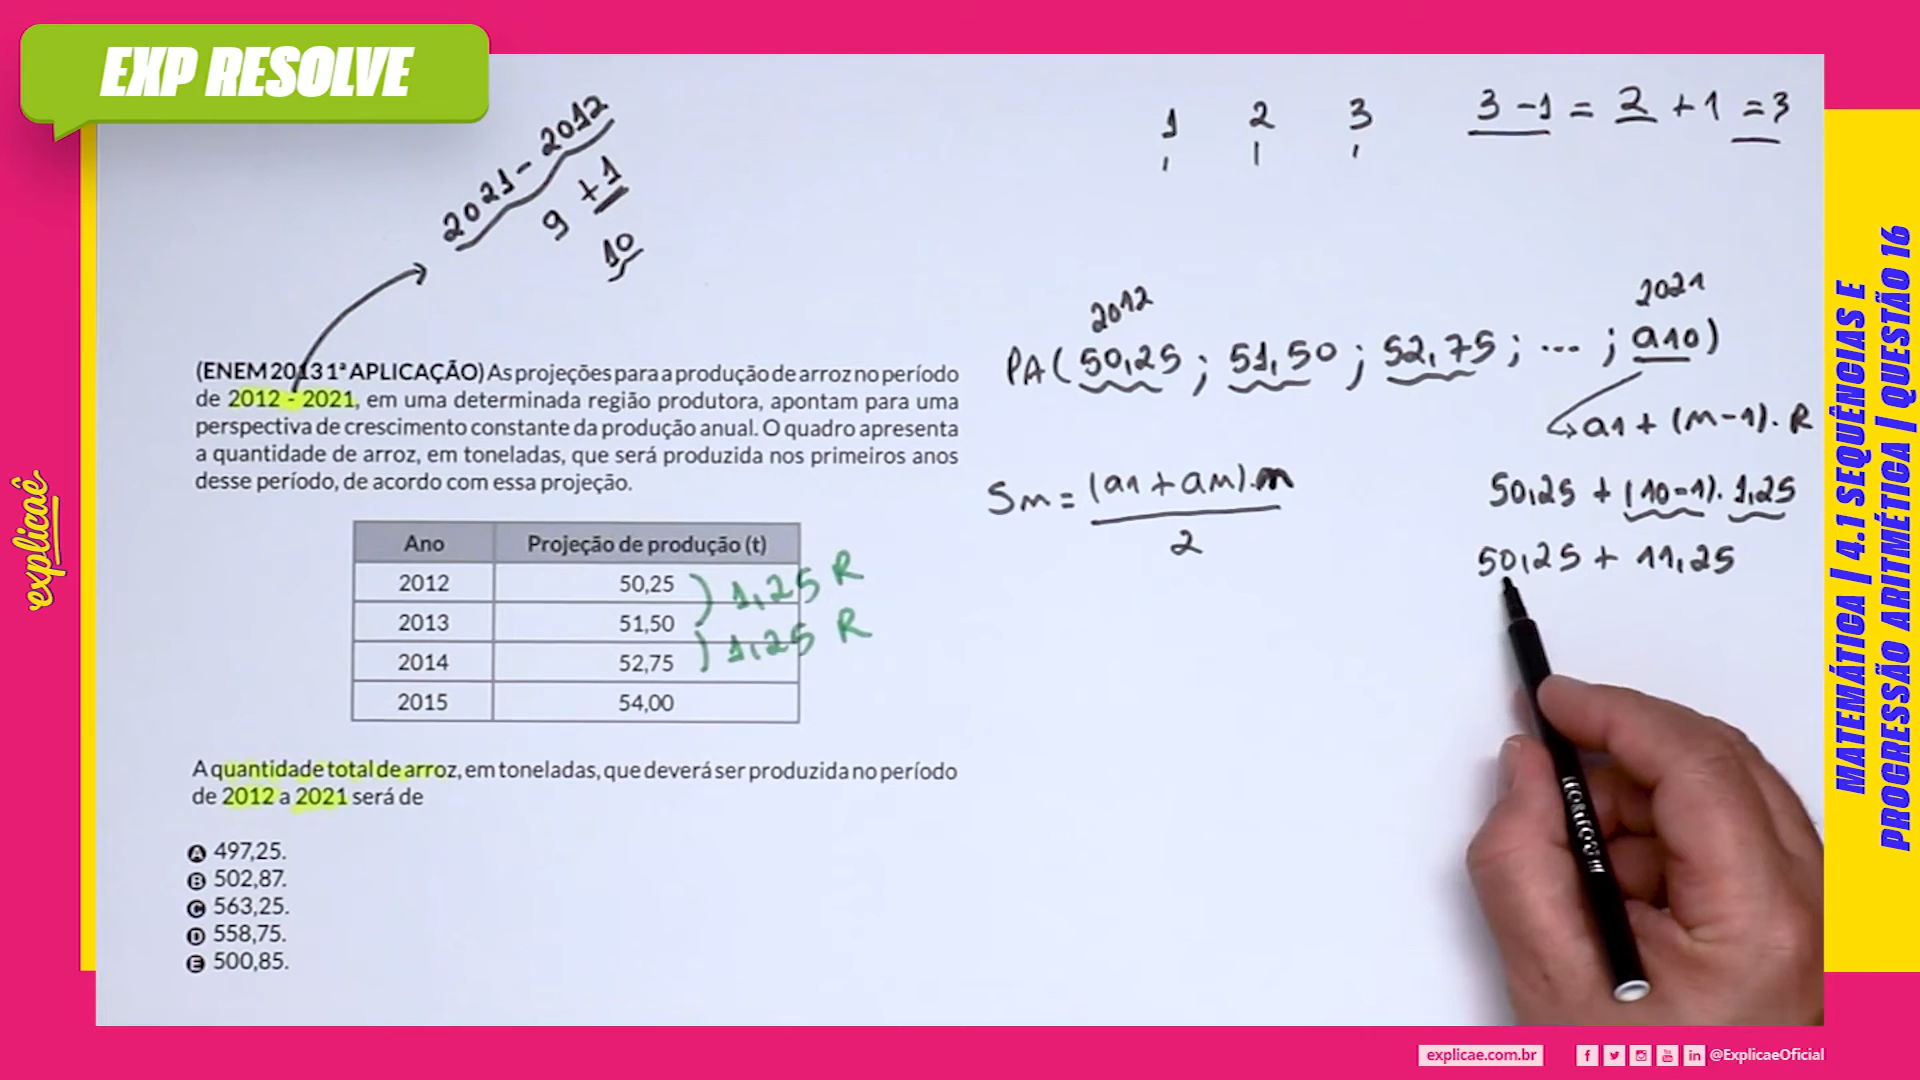 EXP RESOLVE
2021 - 2012
9 + 1
10
1 2 3
3 - 1 = 2 + 1 = 3
(ENEM 2013 1ª APLICAÇÃO) As projeções para a produção de arroz no período
de 2012 - 2021, em uma determinada região produtora, apontam para uma
perspectiva de crescimento constante da produção anual. O quadro apresenta
a quantidade de arroz, em toneladas, que será produzida nos primeiros anos
desse período, de acordo com essa projeção.
Ano Projeção de produção (t)
2012 50,25
2013 51,50
2014 52,75
2015 54,00
1,25 R
1,25 R
A quantidade total de arroz, em toneladas, que deverá ser produzida no período
de 2012 a 2021 será de
A 497,25.
B 502,87.
C 563,25.
D 558,75.
E 500,85.
2012 2021
PA ( 50,25 ; 51,50 ; 52,75 ; ... ; a10 )
a1 + (n-1) . R
Sn = (a1 + an) . n
2
50,25 + (10-1) . 1,25
50,25 + 11,25
explicaê
MATEMÁTICA | 4.1 SEQUÊNCIAS E
PROGRESSÃO ARITMÉTICA | QUESTÃO 16
explicae.com.br
@ExplicaeOficial